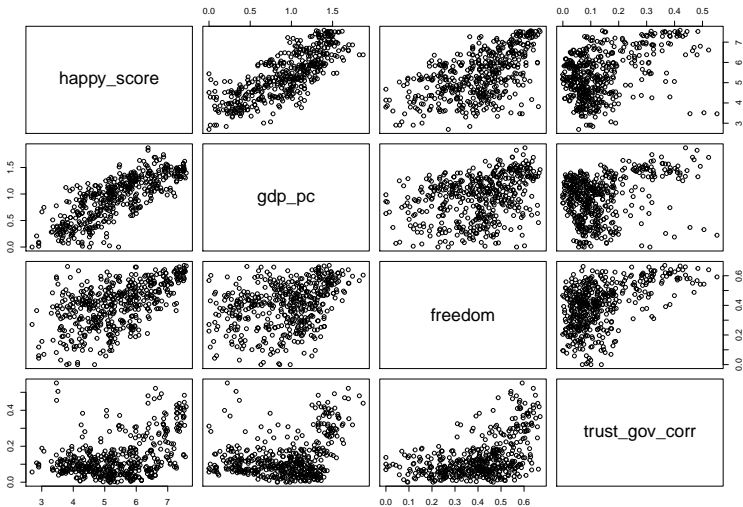 0.0 0.5 1.0 1.5
0.0 0.1 0.2 0.3 0.4 0.5
happy_score
3 4 5 6 7
0.0 0.5 1.0 1.5
gdp_pc
freedom
0.0 0.2 0.4 0.6
0.0 0.2 0.4
trust_gov_corr
3 4 5 6 7
0.0 0.1 0.2 0.3 0.4 0.5 0.6